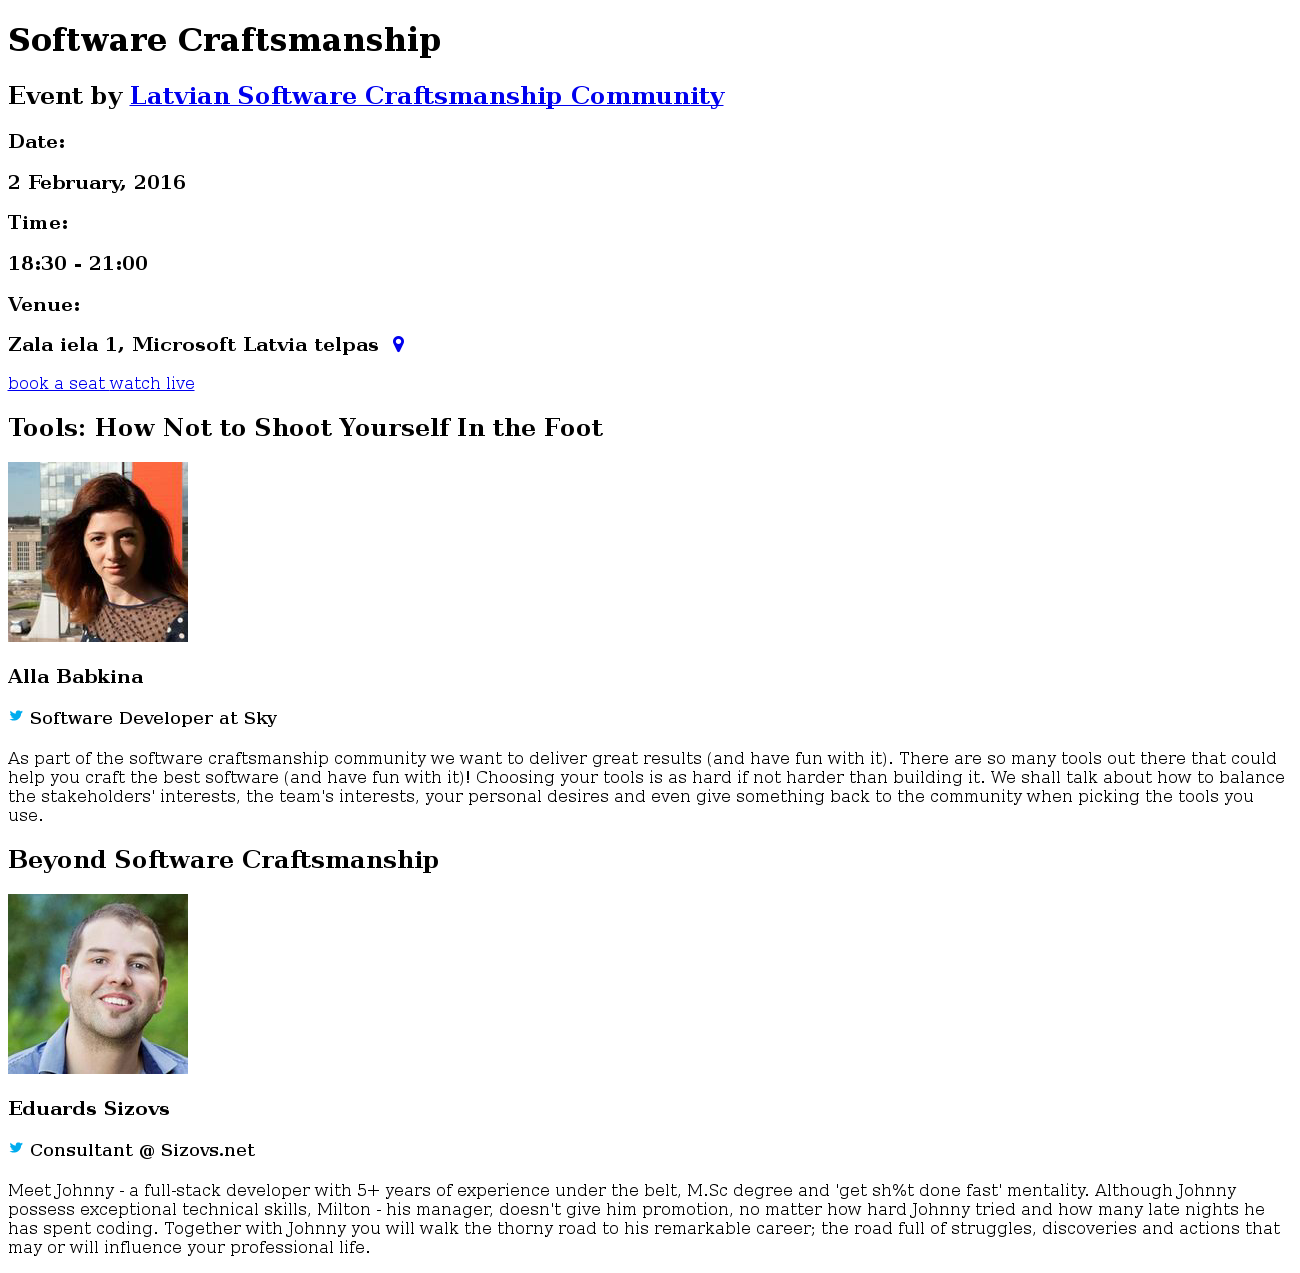 Software Craftsmanship
Event by Latvian Software Craftsmanship Community
Date:
2 February, 2016
Time:
18:30 - 21:00
Venue:
Zala iela 1, Microsoft Latvia telpas
book a seat watch live
Tools: How Not to Shoot Yourself In the Foot
Alla Babkina
Software Developer at Sky
As part of the software craftsmanship community we want to deliver great results (and have fun with it). There are so many tools out there that could
help you craft the best software (and have fun with it)! Choosing your tools is as hard if not harder than building it. We shall talk about how to balance
the stakeholders' interests, the team's interests, your personal desires and even give something back to the community when picking the tools you
use.
Beyond Software Craftsmanship
Eduards Sizovs
Consultant @ Sizovs.net
Meet Johnny - a full-stack developer with 5+ years of experience under the belt, M.Sc degree and 'get sh%t done fast' mentality. Although Johnny
possess exceptional technical skills, Milton - his manager, doesn't give him promotion, no matter how hard Johnny tried and how many late nights he
has spent coding. Together with Johnny you will walk the thorny road to his remarkable career; the road full of struggles, discoveries and actions that
may or will influence your professional life.